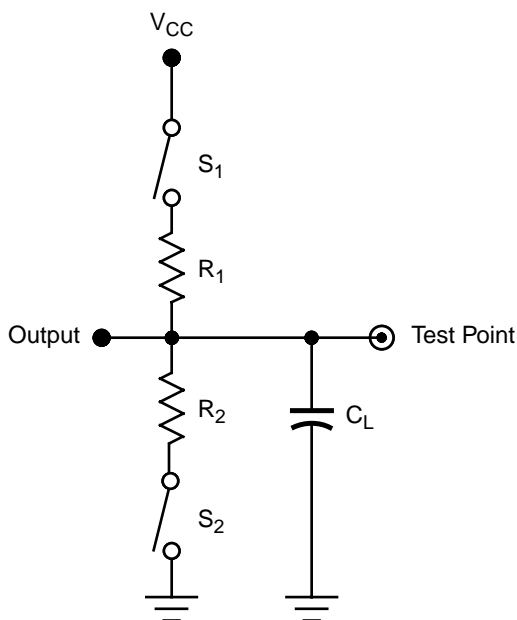 VCC
S1
R1
Output
Test Point
R2
CL
S2